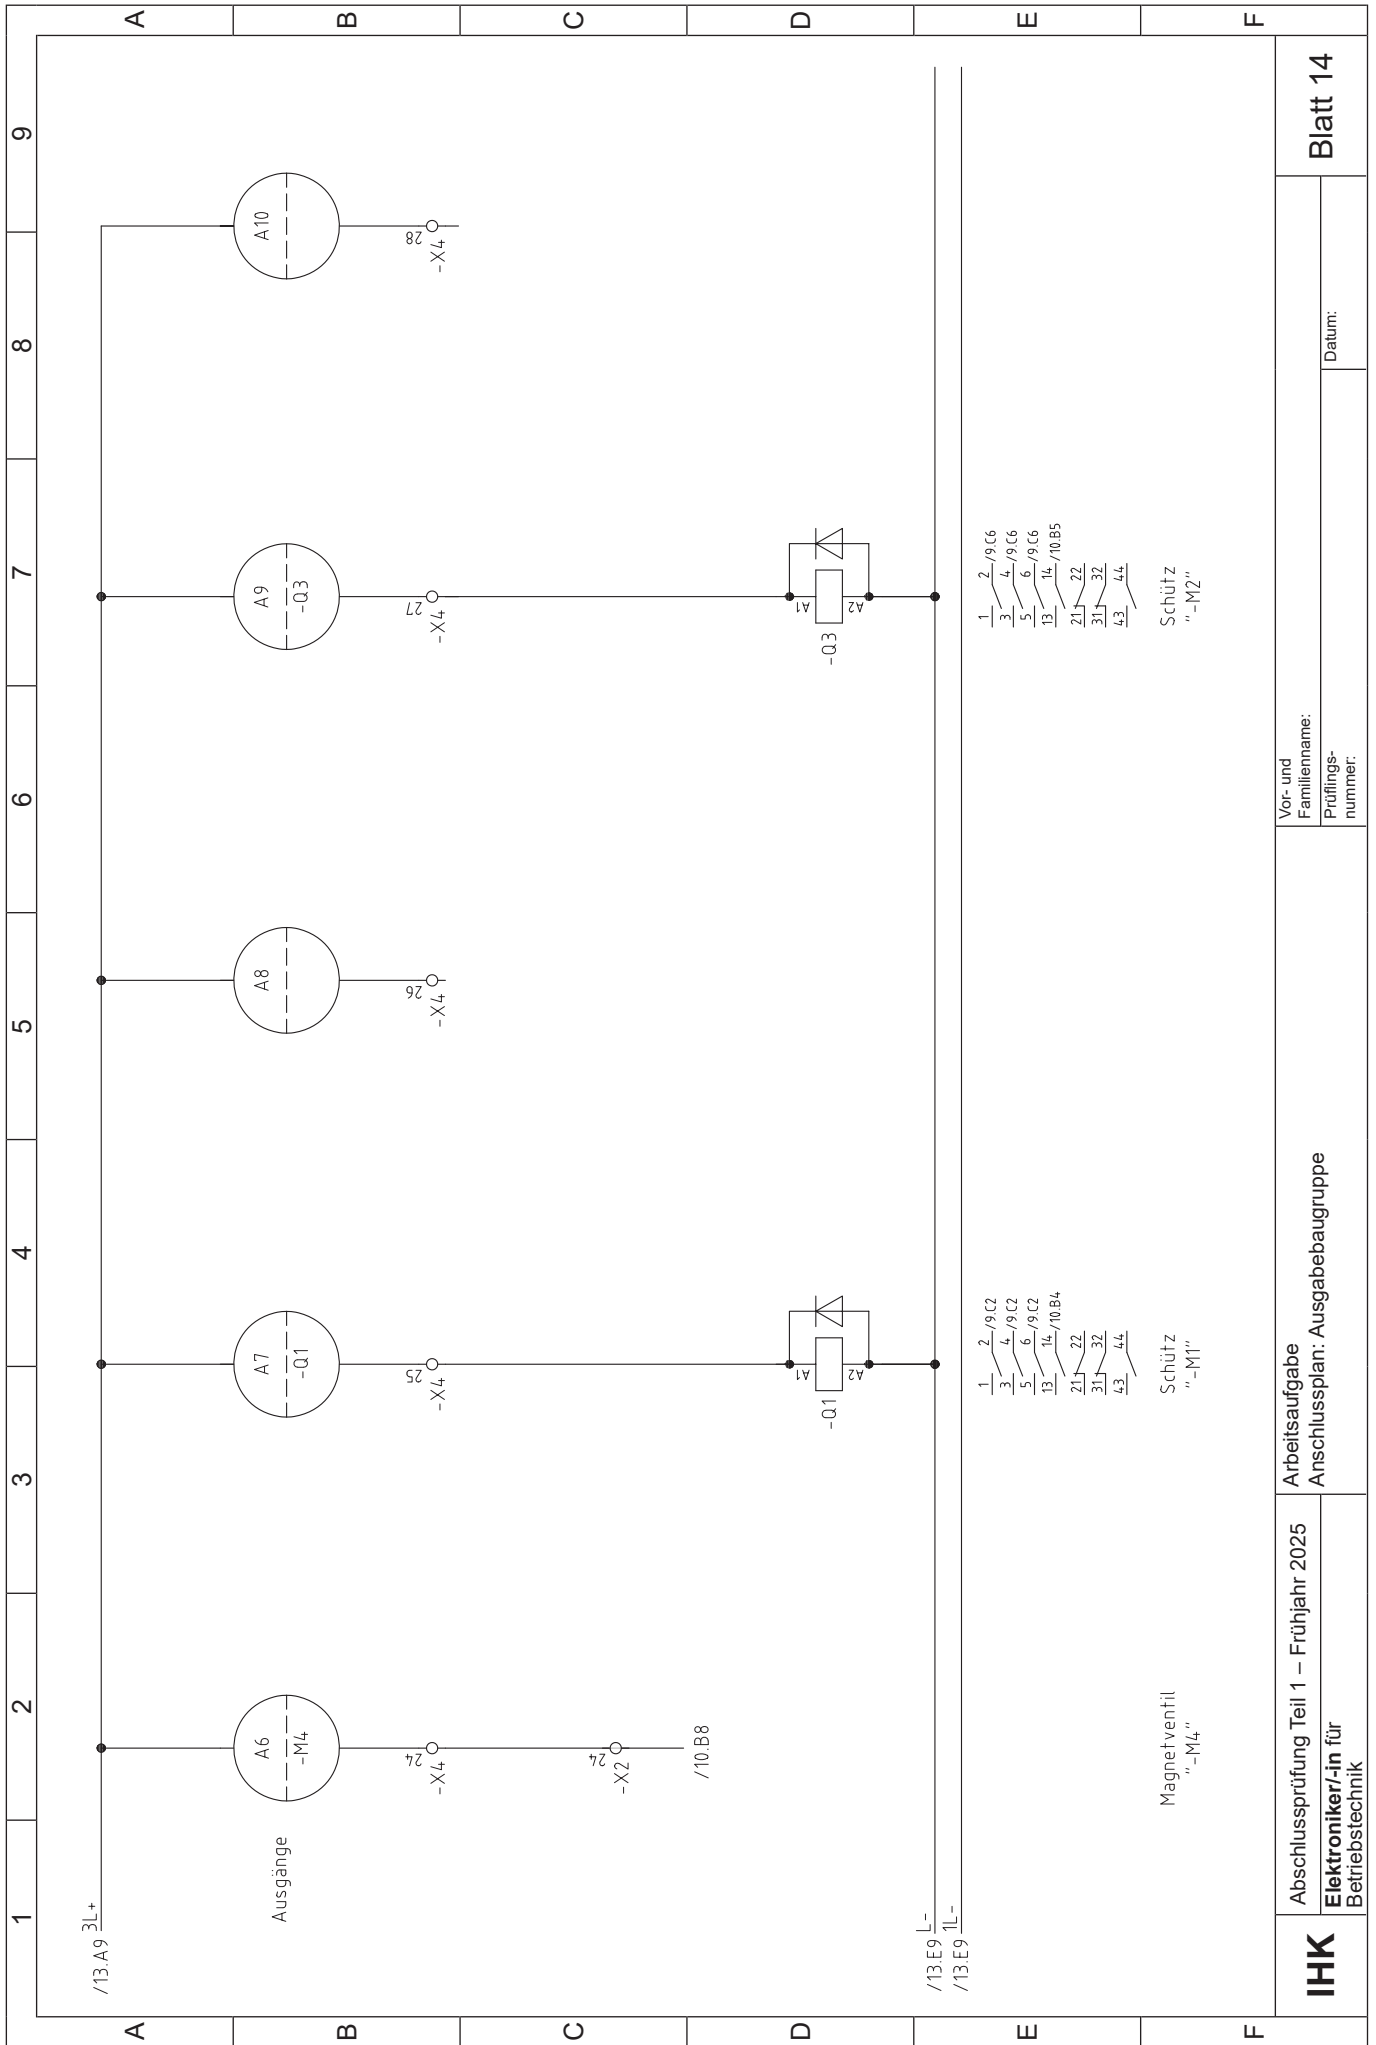 1 2 3 4 5 6 7 8 9
A A
B B
C C
D D
E E
F F
/13.A9 3L+
Ausgänge
A6
-M4
A7
-Q1
A8
A9
-Q3
A10
24
-X4
25
-X4
26
-X4
27
-X4
28
-X4
24
-X2
/10.B8
-Q1
A1
A2
-Q3
A1
A2
/13.E9 L-
/13.E9 1L-
1 2 /9.C2
3 4 /9.C2
5 6 /9.C2
13 14 /10.B4
21 22
31 32
43 44
1 2 /9.C6
3 4 /9.C6
5 6 /9.C6
13 14 /10.B5
21 22
31 32
43 44
Magnetventil
"-M4"
Schütz
"-M1"
Schütz
"-M2"
IHK
Abschlussprüfung Teil 1 – Frühjahr 2025
Elektroniker/-in für
Betriebstechnik
Arbeitsaufgabe
Anschlussplan: Ausgabebaugruppe
Vor- und
Familienname:
Prüflings-
nummer:
Datum:
Blatt 14